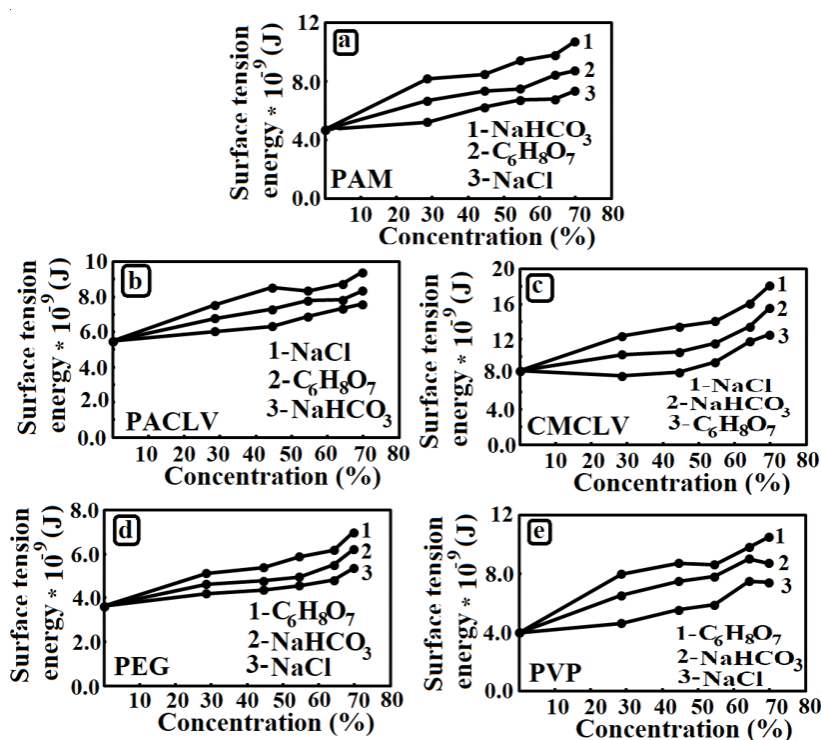 Surface tension
energy * 10⁻⁹ (J)
12
8.0
4.0
0.0
a
1
2
3
1-NaHCO₃
2-C₆H₈O₇
3-NaCl
PAM
10 20 30 40 50 60 70 80
Concentration (%)
Surface tension
energy * 10⁻⁹ (J)
10
8.0
6.0
4.0
2.0
0.0
b
1-NaCl
2-C₆H₈O₇
3-NaHCO₃
PACLV
10 20 30 40 50 60 70 80
Concentration (%)
Surface tension
energy * 10⁻⁹ (J)
20
16
12
8.0
4.0
0.0
c
1
2
3
1-NaCl
2-NaHCO₃
3-C₆H₈O₇
CMCLV
10 20 30 40 50 60 70 80
Concentration (%)
Surface tension
energy * 10⁻⁹ (J)
8.0
6.0
4.0
2.0
0.0
d
1
2
3
1-C₆H₈O₇
2-NaHCO₃
3-NaCl
PEG
10 20 30 40 50 60 70 80
Concentration (%)
Surface tension
energy * 10⁻⁹ (J)
12
8.0
4.0
0.0
e
1
2
3
1-C₆H₈O₇
2-NaHCO₃
3-NaCl
PVP
10 20 30 40 50 60 70 80
Concentration (%)